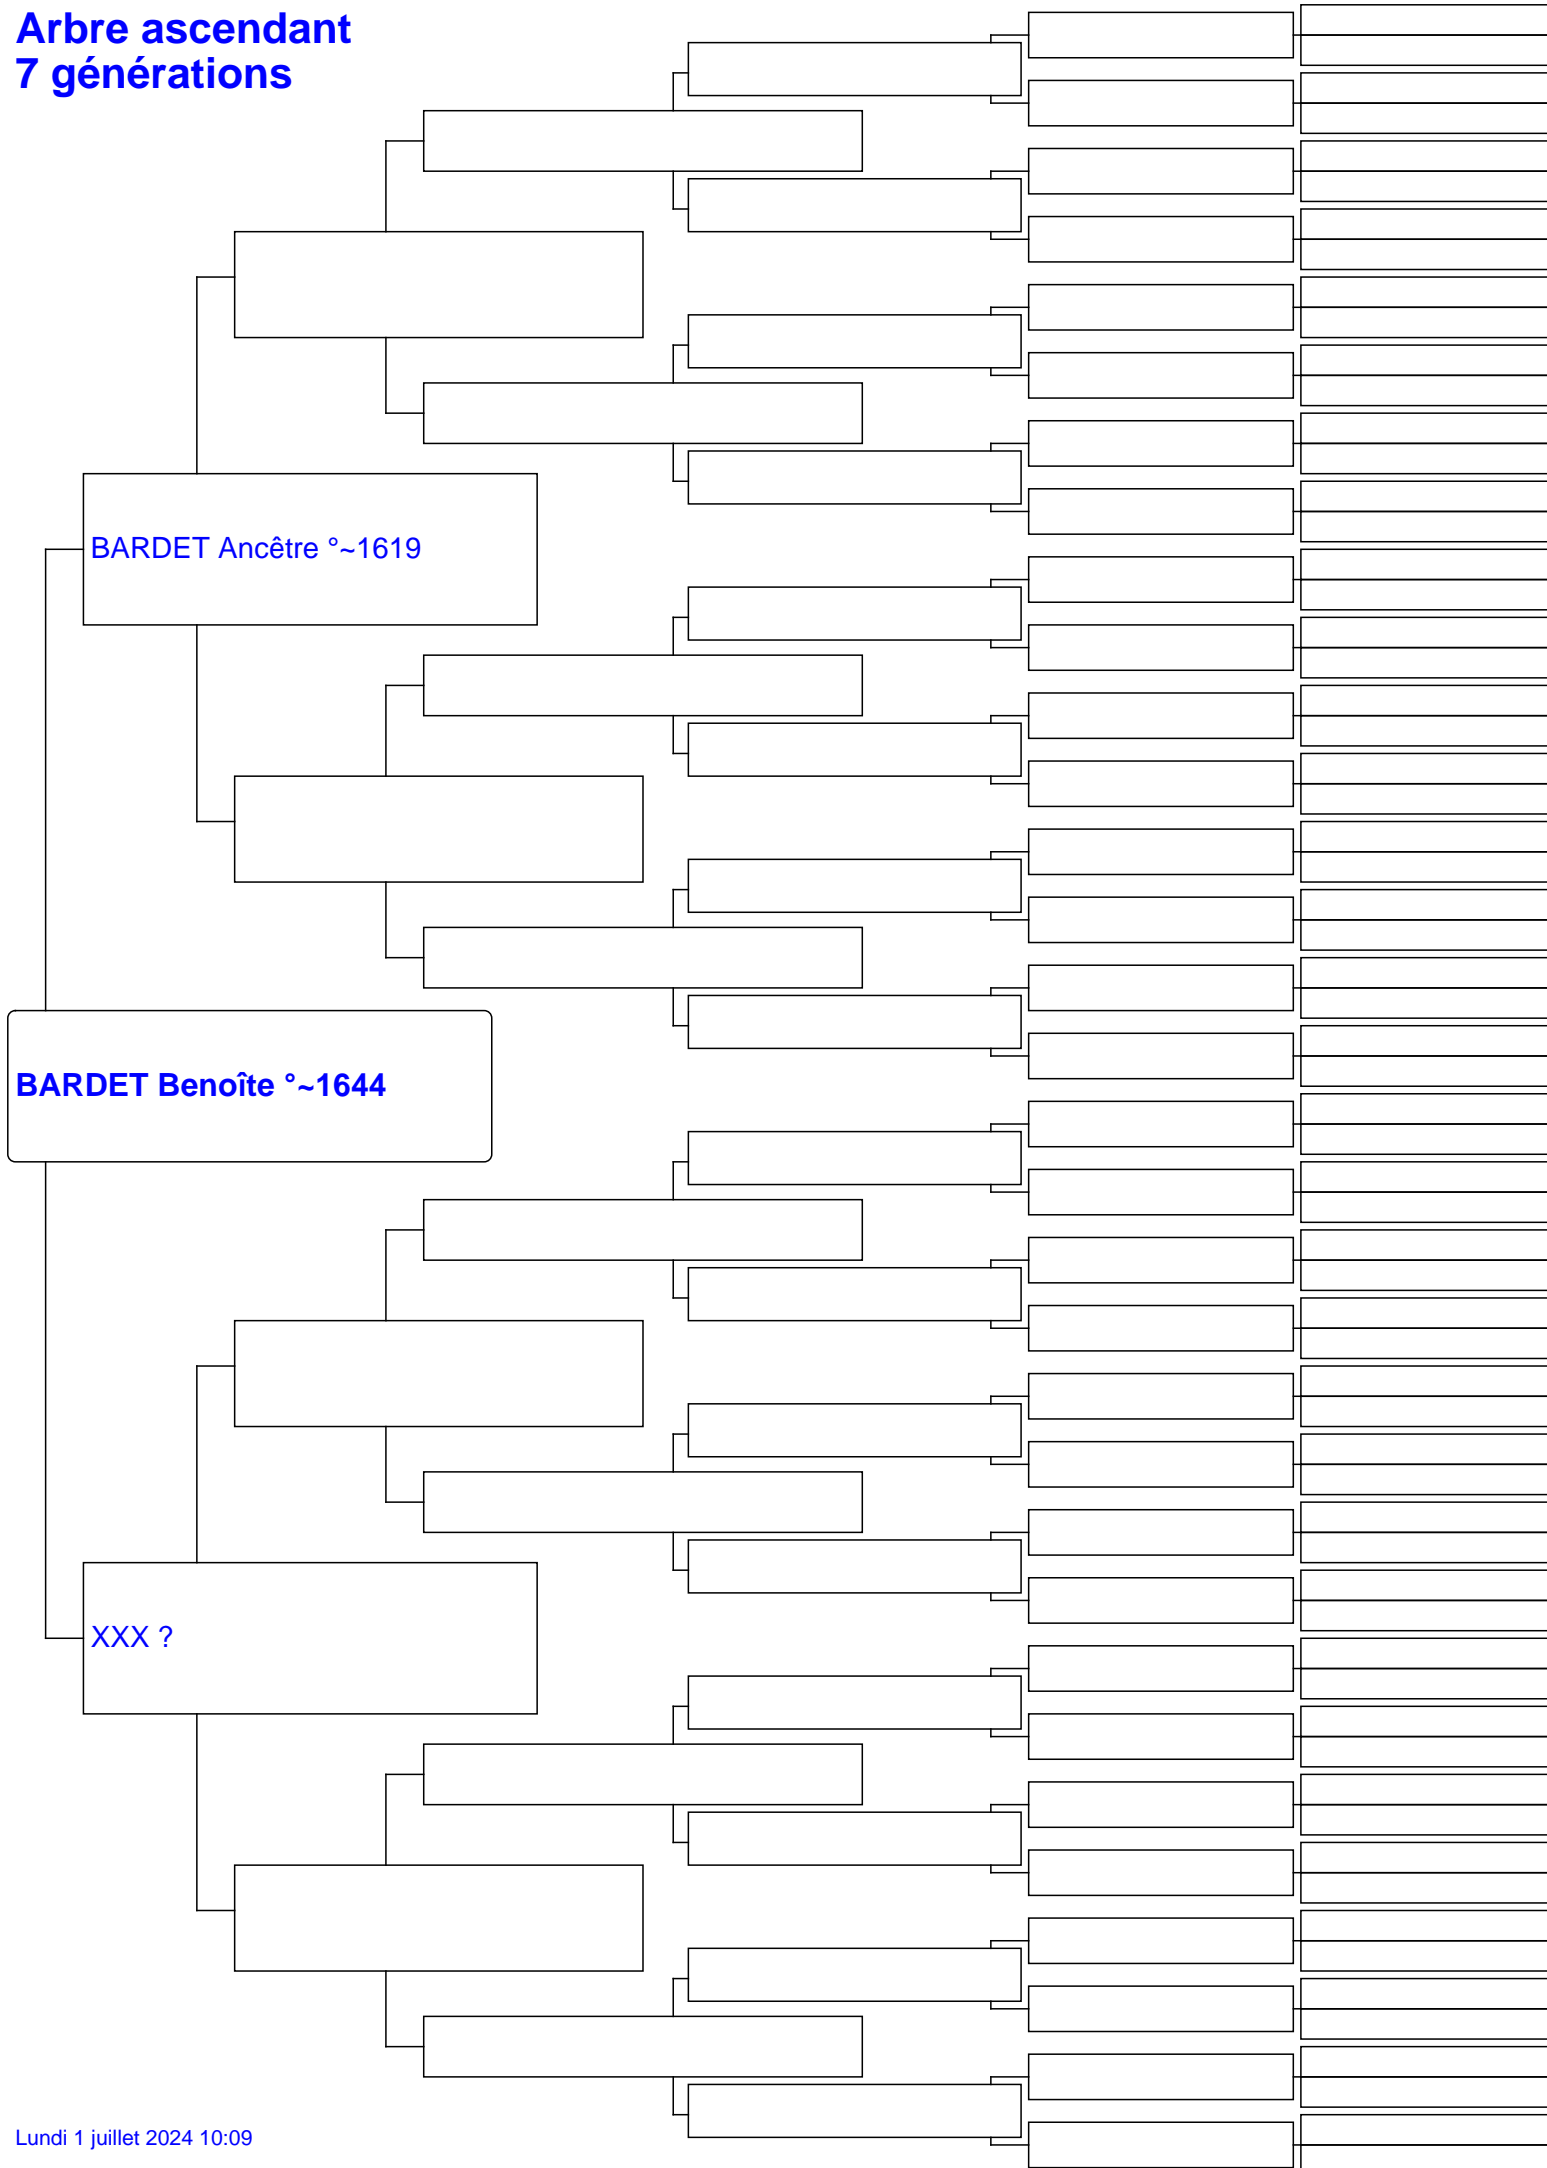 Arbre ascendant
7 générations
BARDET Ancêtre °~1619
BARDET Benoîte °~1644
XXX ?
Lundi 1 juillet 2024 10:09